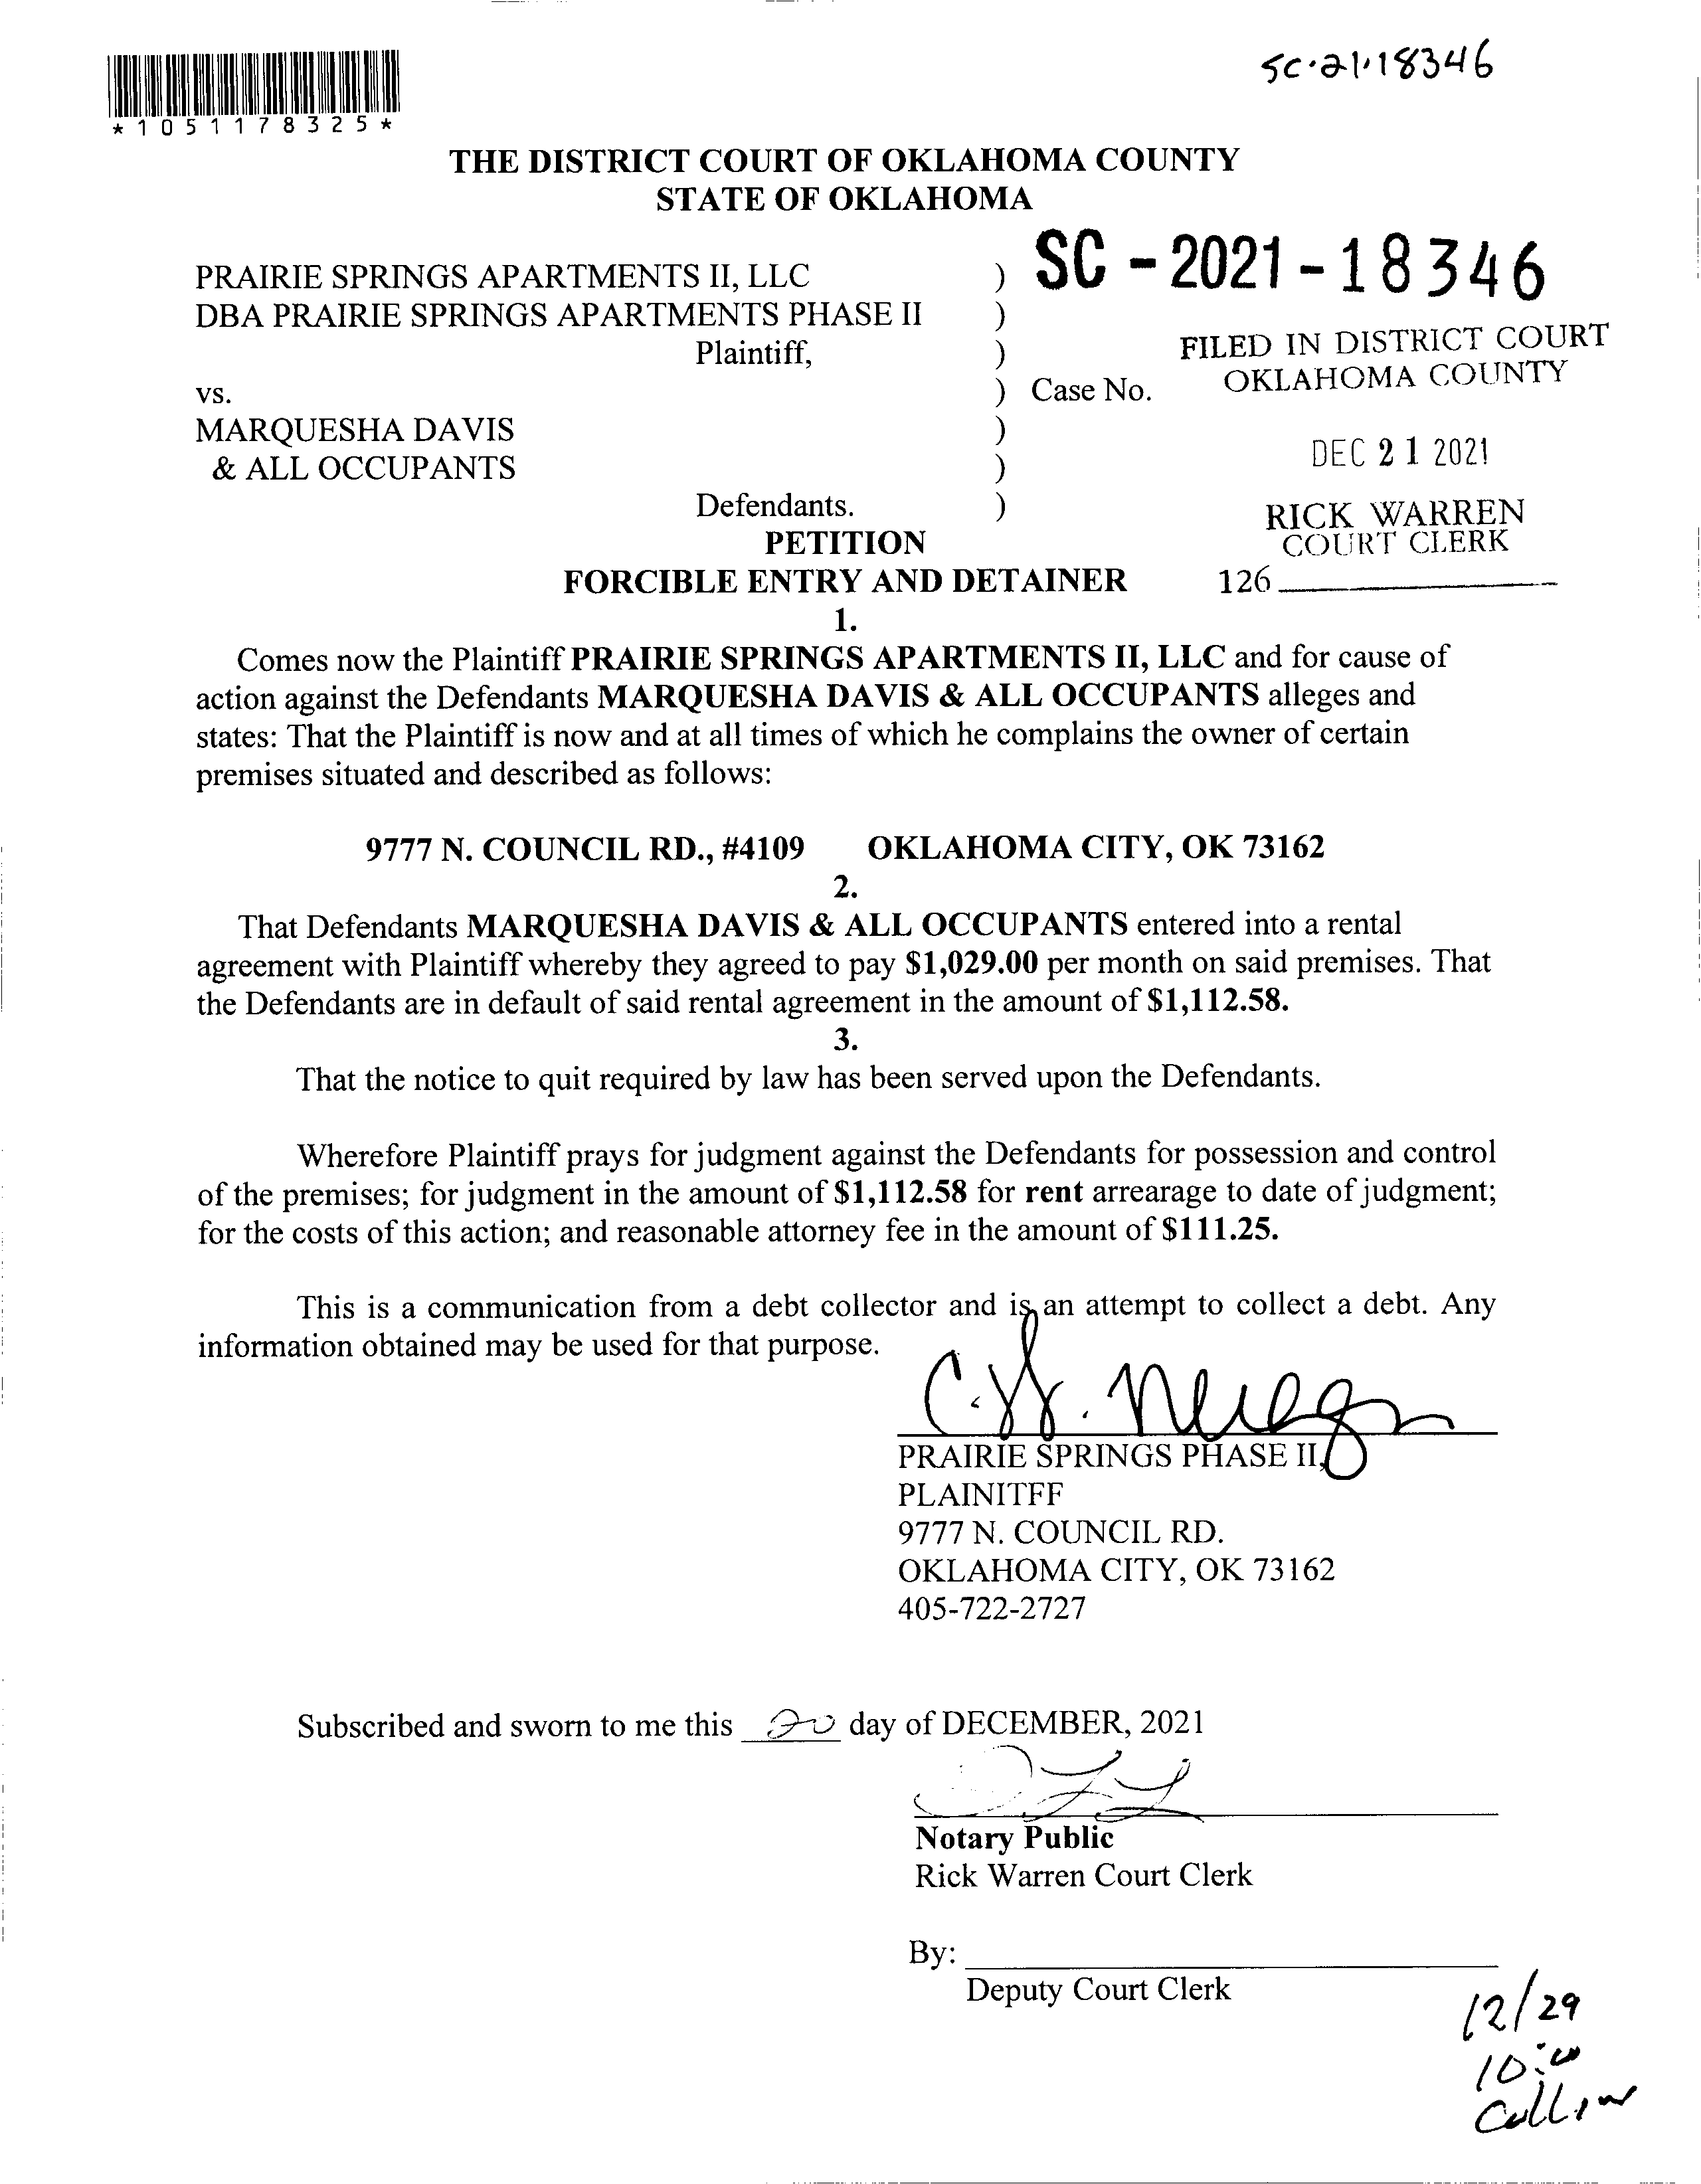 SC-21-18346
*1051178325*
THE DISTRICT COURT OF OKLAHOMA COUNTY
STATE OF OKLAHOMA
SC-2021-18346
PRAIRIE SPRINGS APARTMENTS II, LLC )
DBA PRAIRIE SPRINGS APARTMENTS PHASE II )
Plaintiff, )
FILED IN DISTRICT COURT
OKLAHOMA COUNTY
vs. ) Case No.
MARQUESHA DAVIS )
& ALL OCCUPANTS )
DEC 21 2021
Defendants. )
RICK WARREN
COURT CLERK
126
PETITION
FORCIBLE ENTRY AND DETAINER
1.
Comes now the Plaintiff PRAIRIE SPRINGS APARTMENTS II, LLC and for cause of
action against the Defendants MARQUESHA DAVIS & ALL OCCUPANTS alleges and
states: That the Plaintiff is now and at all times of which he complains the owner of certain
premises situated and described as follows:
9777 N. COUNCIL RD., #4109 OKLAHOMA CITY, OK 73162
2.
That Defendants MARQUESHA DAVIS & ALL OCCUPANTS entered into a rental
agreement with Plaintiff whereby they agreed to pay $1,029.00 per month on said premises. That
the Defendants are in default of said rental agreement in the amount of $1,112.58.
3.
That the notice to quit required by law has been served upon the Defendants.
Wherefore Plaintiff prays for judgment against the Defendants for possession and control
of the premises; for judgment in the amount of $1,112.58 for rent arrearage to date of judgment;
for the costs of this action; and reasonable attorney fee in the amount of $111.25.
This is a communication from a debt collector and is an attempt to collect a debt. Any
information obtained may be used for that purpose.
PRAIRIE SPRINGS PHASE II,
PLAINITFF
9777 N. COUNCIL RD.
OKLAHOMA CITY, OK 73162
405-722-2727
Subscribed and sworn to me this 20 day of DECEMBER, 2021
Notary Public
Rick Warren Court Clerk
By:
Deputy Court Clerk
12/29